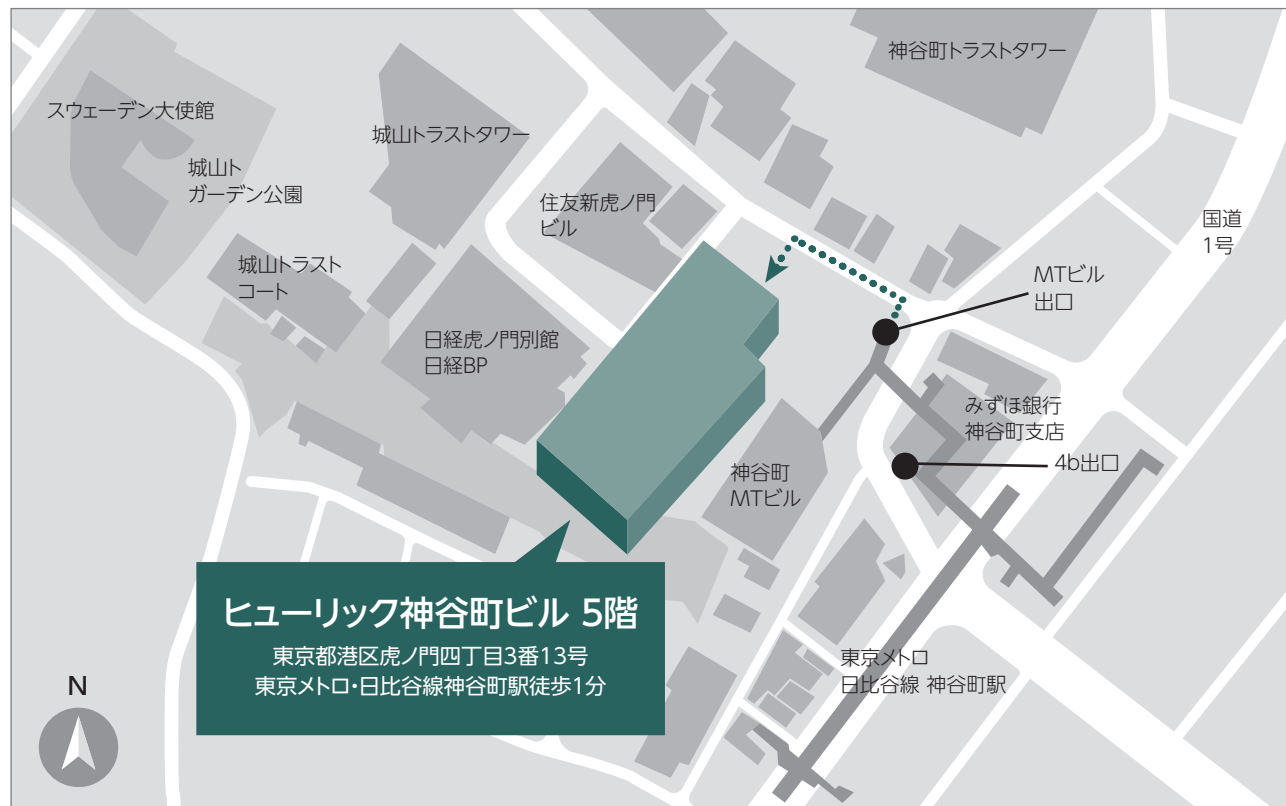 神谷町トラストタワー
スウェーデン大使館
城山トラストタワー
城山ト
ガーデン公園
住友新虎ノ門
ビル
国道
1号
城山トラスト
コート
MTビル
出口
日経虎ノ門別館
日経BP
みずほ銀行
神谷町支店
4b出口
神谷町
MTビル
ヒューリック神谷町ビル 5階
東京都港区虎ノ門四丁目3番13号
東京メトロ・日比谷線神谷町駅徒歩1分
東京メトロ
日比谷線 神谷町駅
N